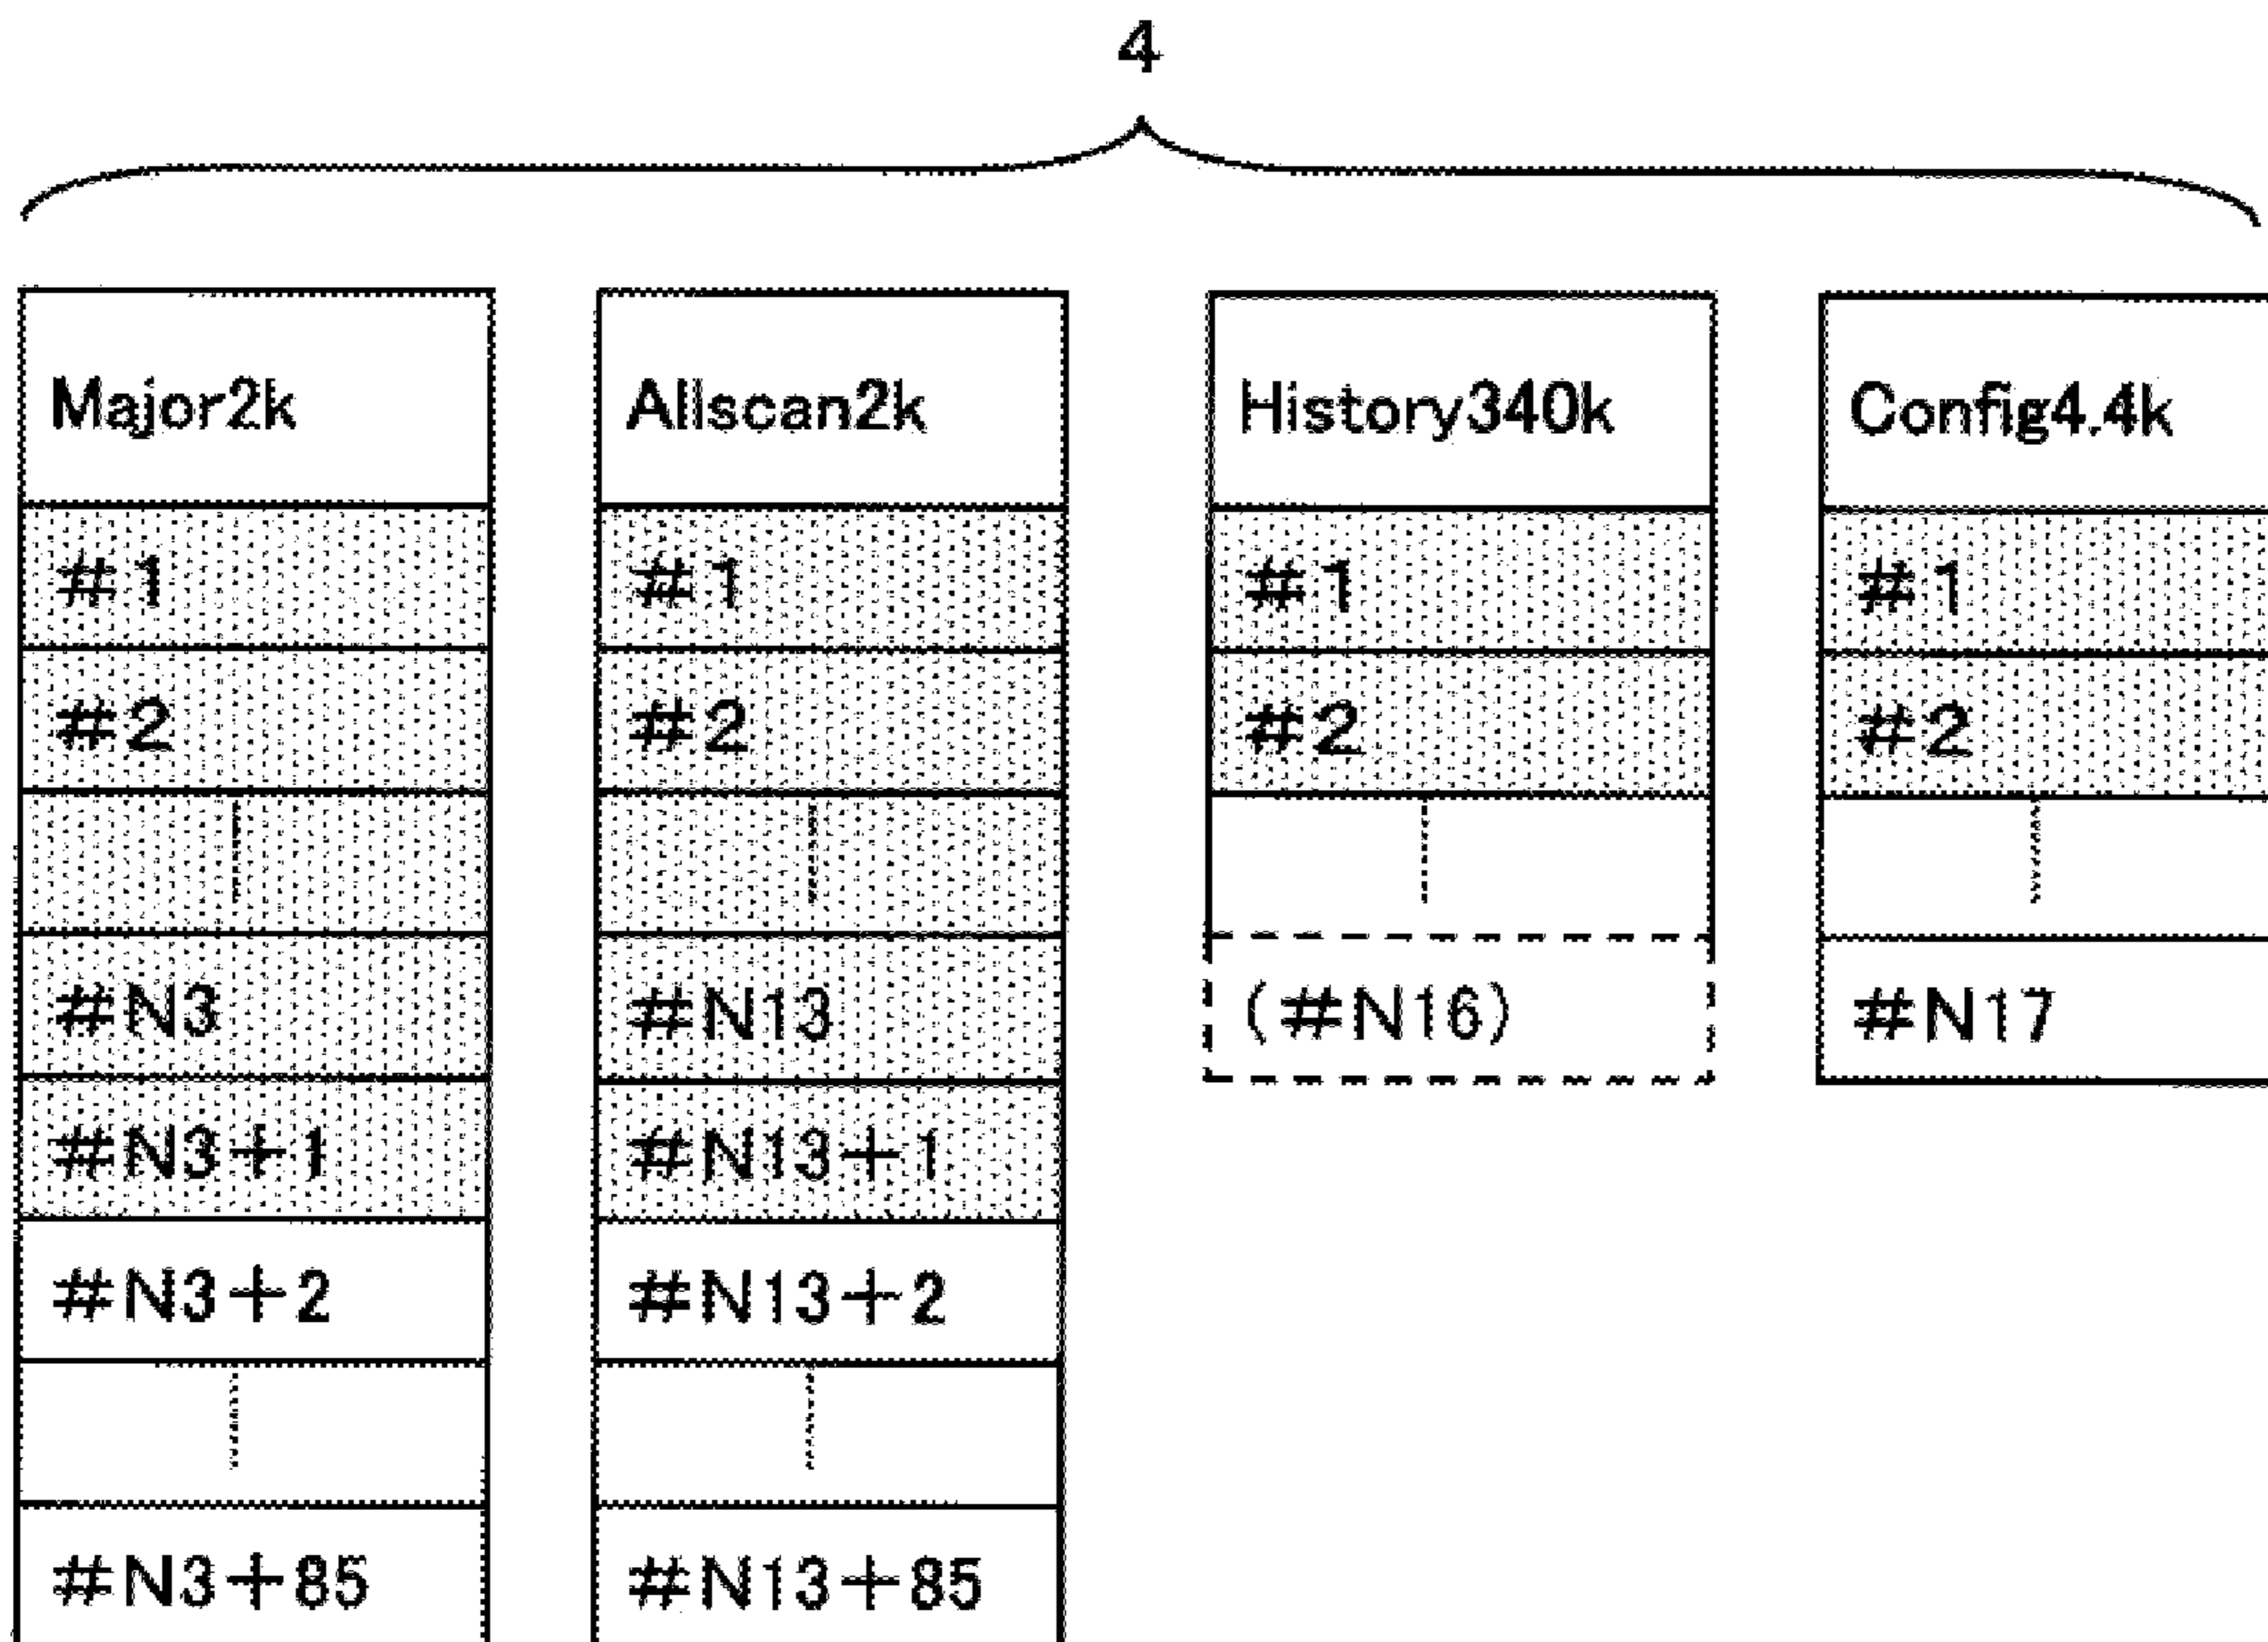 4
Major2k
#1
#2
#N3
#N3+1
#N3+2
#N3+85
Allscan2k
#1
#2
#N13
#N13+1
#N13+2
#N13+85
History340k
#1
#2
(#N16)
Config4.4k
#1
#2
#N17